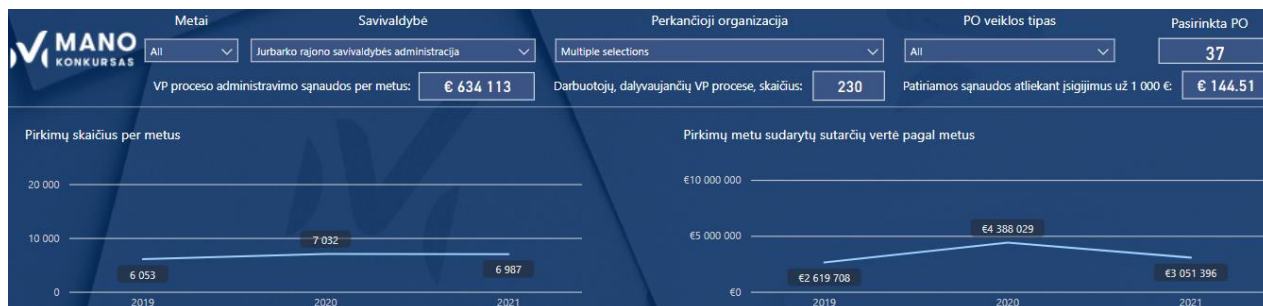 Metai
Savivaldybė
Perkančioji organizacija
PO veiklos tipas
Pasirinkta PO
MANO
KONKURSAS
All
Jurbarko rajono savivaldybės administracija
Multiple selections
All
37
VP proceso administravimo sąnaudos per metus:
€ 634 113
Darbuotojų, dalyvaujančių VP procese, skaičius:
230
Patiriamos sąnaudos atliekant įsigijimus už 1 000 €:
€ 144.51
Pirkimų skaičius per metus
20 000
10 000
0
6 053
7 032
6 987
2019
2020
2021
Pirkimų metu sudarytų sutarčių vertė pagal metus
€10 000 000
€5 000 000
€0
€2 619 708
€4 388 029
€3 051 396
2019
2020
2021